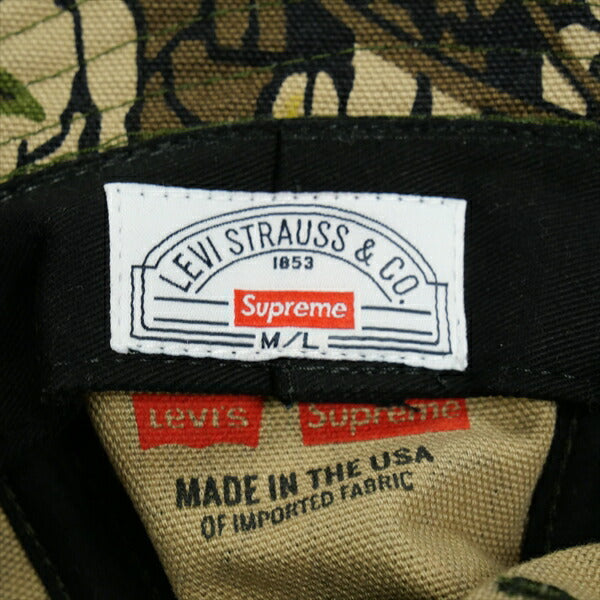 LEVI STRAUSS & CO.
1853
Supreme
M/L
Levi's Supreme
MADE IN THE USA
OF IMPORTED FABRIC